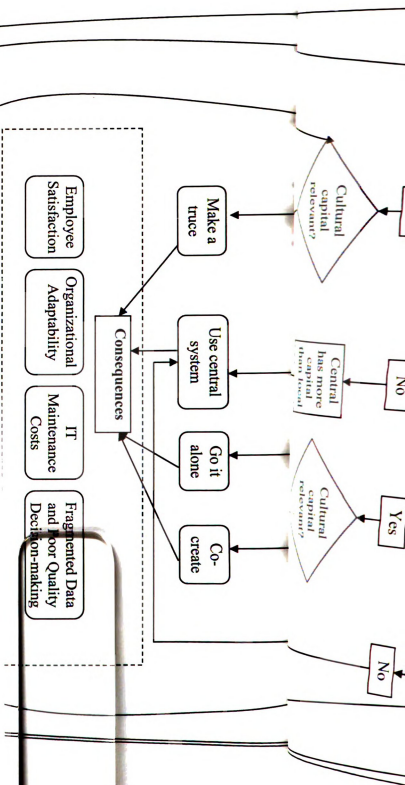 Cultural
capital
relevant?
No
Central
has more
capital
than local
Yes
Cultural
capital
relevant?
No
Make a
truce
Use central
system
Go it
alone
Co-
create
Consequences
Employee
Satisfaction
Organizational
Adaptability
IT
Maintenance
Costs
Fragmented Data
and Poor Quality
Decision-making